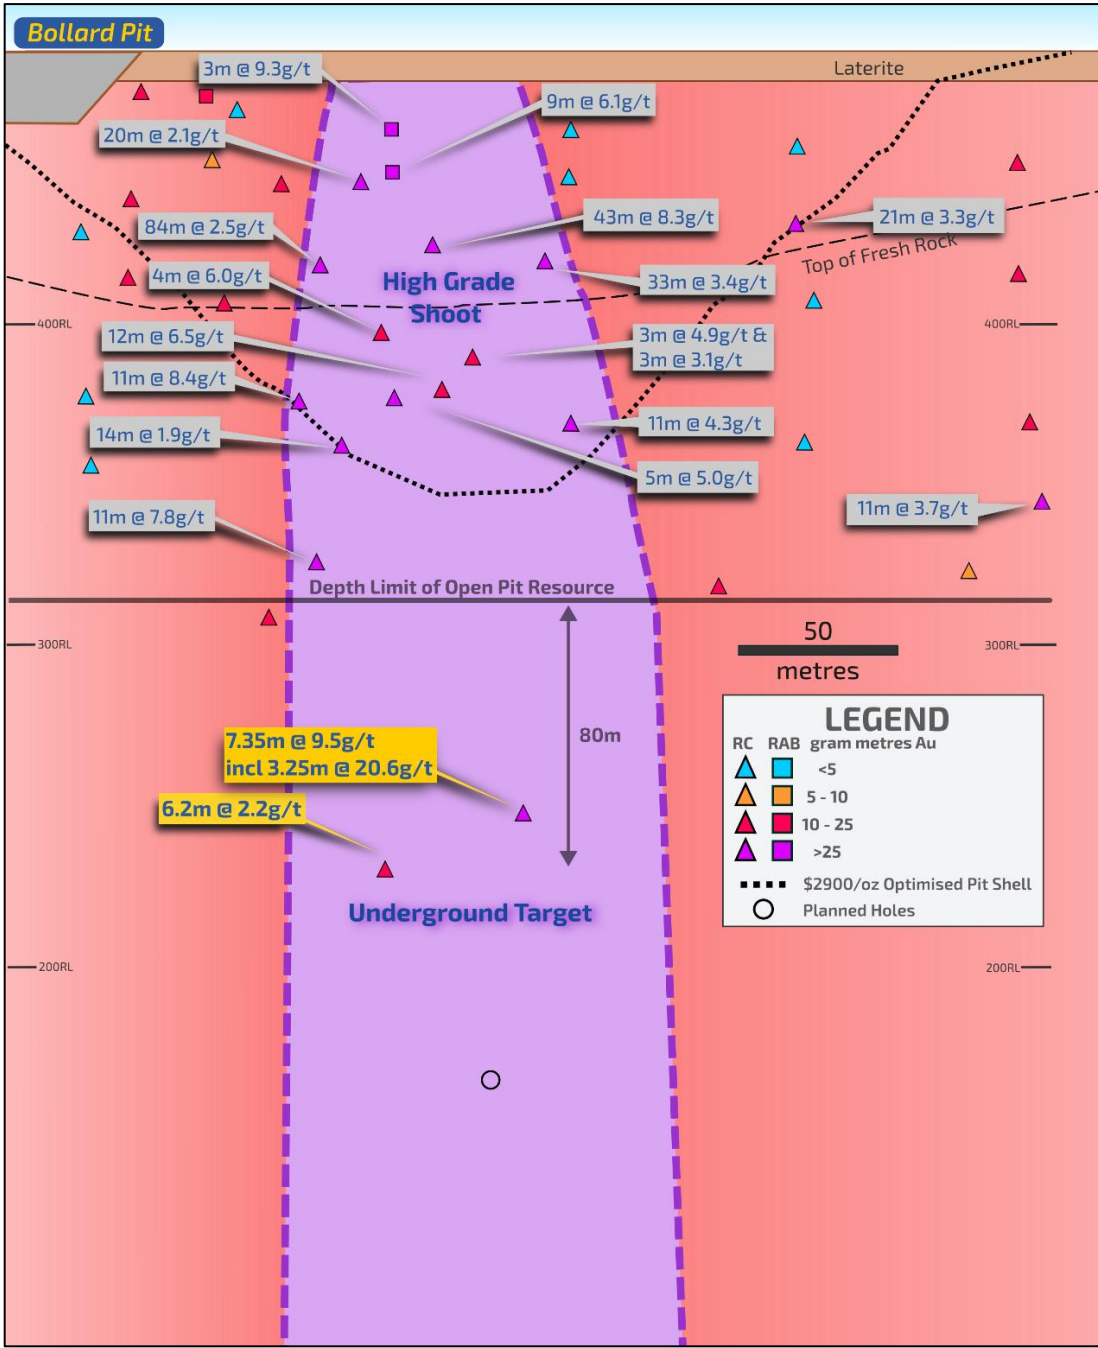 Bollard Pit
Laterite
3m @ 9.3g/t
9m @ 6.1g/t
20m @ 2.1g/t
84m @ 2.5g/t
43m @ 8.3g/t
21m @ 3.3g/t
Top of Fresh Rock
4m @ 6.0g/t
High Grade
Shoot
33m @ 3.4g/t
400RL
400RL
12m @ 6.5g/t
3m @ 4.9g/t &
3m @ 3.1g/t
11m @ 8.4g/t
14m @ 1.9g/t
11m @ 4.3g/t
5m @ 5.0g/t
11m @ 7.8g/t
11m @ 3.7g/t
Depth Limit of Open Pit Resource
300RL
300RL
50
metres
80m
7.35m @ 9.5g/t
incl 3.25m @ 20.6g/t
6.2m @ 2.2g/t
Underground Target
LEGEND
RC RAB gram metres Au
<5
5 - 10
10 - 25
>25
$2900/oz Optimised Pit Shell
Planned Holes
200RL
200RL